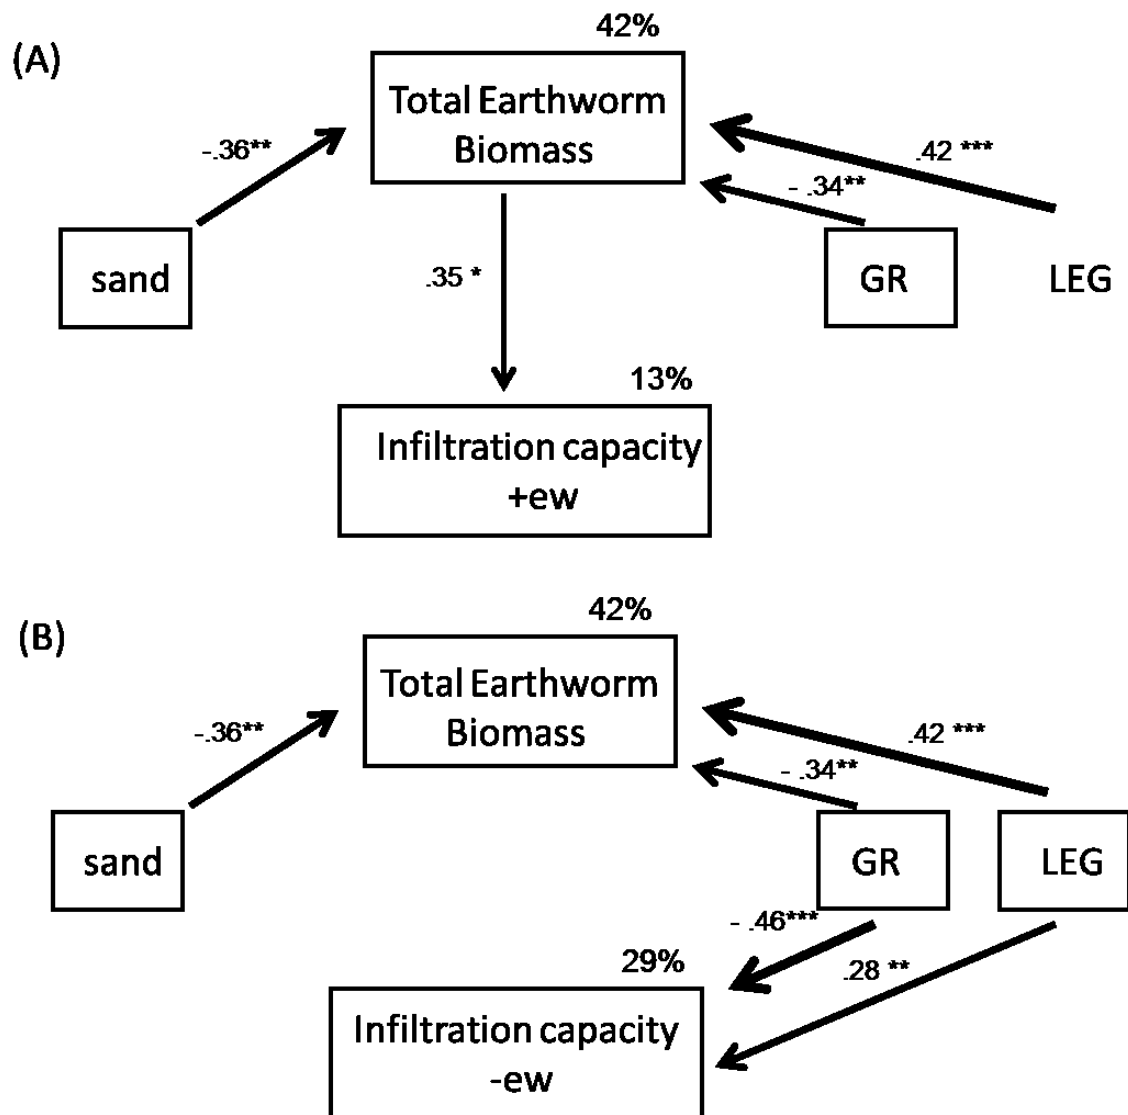 (A)
42%
Total Earthworm
Biomass
-.36**
.42 ***
- .34**
sand
GR
LEG
.35 *
13%
Infiltration capacity
+ew
(B)
42%
Total Earthworm
Biomass
-.36**
.42 ***
- .34**
sand
GR
LEG
- .46***
.28 **
29%
Infiltration capacity
-ew